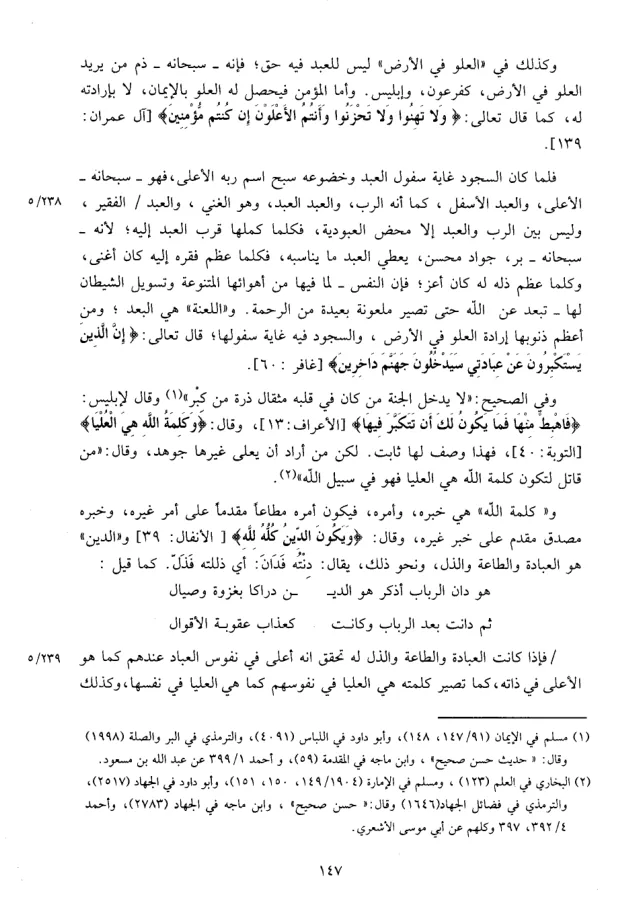 وكذلك في «العلو في الأرض» ليس للعبد فيه حق؛ فإنه ـ سبحانه ـ ذم من يريد
العلو في الأرض، كفرعون، وإبليس. وأما المؤمن فيحصل له العلو بالإيمان، لا بإرادته
له، كما قال تعالى: ﴿ وَلَا تَهِنُوا وَلَا تَحْزَنُوا وَأَنتُمُ الْأَعْلَوْنَ إِن كُنتُم مُّؤْمِنِينَ﴾ [آل عمران:
١٣٩].
فلما كان السجود غاية سفول العبد وخضوعه سبح اسم ربه الأعلى، فهو ـ سبحانه ـ
٥/٢٣٨ الأعلى، والعبد الأسفل ، كما أنه الرب، والعبد العبد، وهو الغني ، والعبد / الفقير ،
وليس بين الرب والعبد إلا محض العبودية، فكلما كملها قرب العبد إليه؛ لأنه ـ
سبحانه ـ بر، جواد محسن، يعطي العبد ما يناسبه، فكلما عظم فقره إليه كان أغنى،
وكلما عظم ذله له كان أعز؛ فإن النفس ـ لما فيها من أهوائها المتنوعة وتسويل الشيطان
لها ـ تبعد عن الله حتى تصير ملعونة بعيدة من الرحمة. و«اللعنة» هي البعد ؛ ومن
أعظم ذنوبها إرادة العلو في الأرض ، والسجود فيه غاية سفولها؛ قال تعالى: ﴿ إِنَّ الَّذِينَ
يَسْتَكْبِرُونَ عَنْ عِبَادَتِي سَيَدْخُلُونَ جَهَنَّمَ دَاخِرِينَ﴾ [غافر :٦٠].
وفي الصحيح: «لا يدخل الجنة من كان في قلبه مثقال ذرة من كبْر»(١) وقال لإبليس:
﴿فَاهْبِطْ مِنْهَا فَمَا يَكُونُ لَكَ أَن تَتَكَبَّرَ فِيهَا﴾ [الأعراف:١٣]، وقال: ﴿وَكَلِمَةُ اللَّهِ هِيَ الْعُلْيَا﴾
[التوبة:٤٠]، فهذا وصف لها ثابت. لكن من أراد أن يعلى غيرها جوهد، وقال: «من
قاتل لتكون كلمة الله هي العليا فهو في سبيل الله»(٢).
و« كلمة الله» هي خبره، وأمره، فيكون أمره مطاعاً مقدماً على أمر غيره، وخبره
مصدق مقدم على خبر غيره، وقال: ﴿وَيَكُونَ الدِّينُ كُلُّهُ لِلَّهِ﴾ [ الأنفال: ٣٩] و«الدين»
هو العبادة والطاعة والذل، ونحو ذلك، يقال: دِنْتُه فَدَانَ: أي ذللته فَذَلّ. كما قيل :
هو دان الرباب أذكر هو الديـ ـن دراكا بغزوة وصيال
ثم دانت بعد الرباب وكانت كعذاب عقوبة الأقوال
٥/٢٣٩ / فإذا كانت العبادة والطاعة والذل له تحقق انه أعلى في نفوس العباد عندهم كما هو
الأعلى في ذاته، كما تصير كلمته هي العليا في نفوسهم كما هي العليا في نفسها، وكذلك
(١) مسلم في الإيمان (١٤٧/٩١، ١٤٨)، وأبو داود في اللباس (٤٠٩١)، والترمذي في البر والصلة (١٩٩٨)
وقال: « حديث حسن صحيح» ، وابن ماجه في المقدمة (٥٩)، و أحمد ٣٩٩/١ عن عبد الله بن مسعود.
(٢) البخاري في العلم (١٢٣) ، ومسلم في الإمارة (١٤٩/١٩٠٤، ١٥٠، ١٥١)، وأبو داود في الجهاد (٢٥١٧)،
والترمذي في فضائل الجهاد(١٦٤٦) وقال: « حسن صحيح» ، وابن ماجه في الجهاد (٢٧٨٣)، وأحمد
٤/ ٣٩٢، ٣٩٧ وكلهم عن أبي موسى الأشعري.
١٤٧